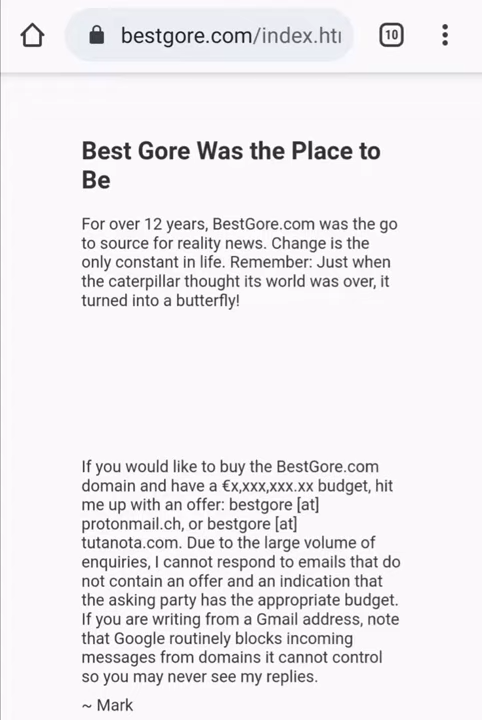 bestgore.com/index.htm
10
Best Gore Was the Place to
Be
For over 12 years, BestGore.com was the go
to source for reality news. Change is the
only constant in life. Remember: Just when
the caterpillar thought its world was over, it
turned into a butterfly!
If you would like to buy the BestGore.com
domain and have a €x,xxx,xxx.xx budget, hit
me up with an offer: bestgore [at]
protonmail.ch, or bestgore [at]
tutanota.com. Due to the large volume of
enquiries, I cannot respond to emails that do
not contain an offer and an indication that
the asking party has the appropriate budget.
If you are writing from a Gmail address, note
that Google routinely blocks incoming
messages from domains it cannot control
so you may never see my replies.
~ Mark